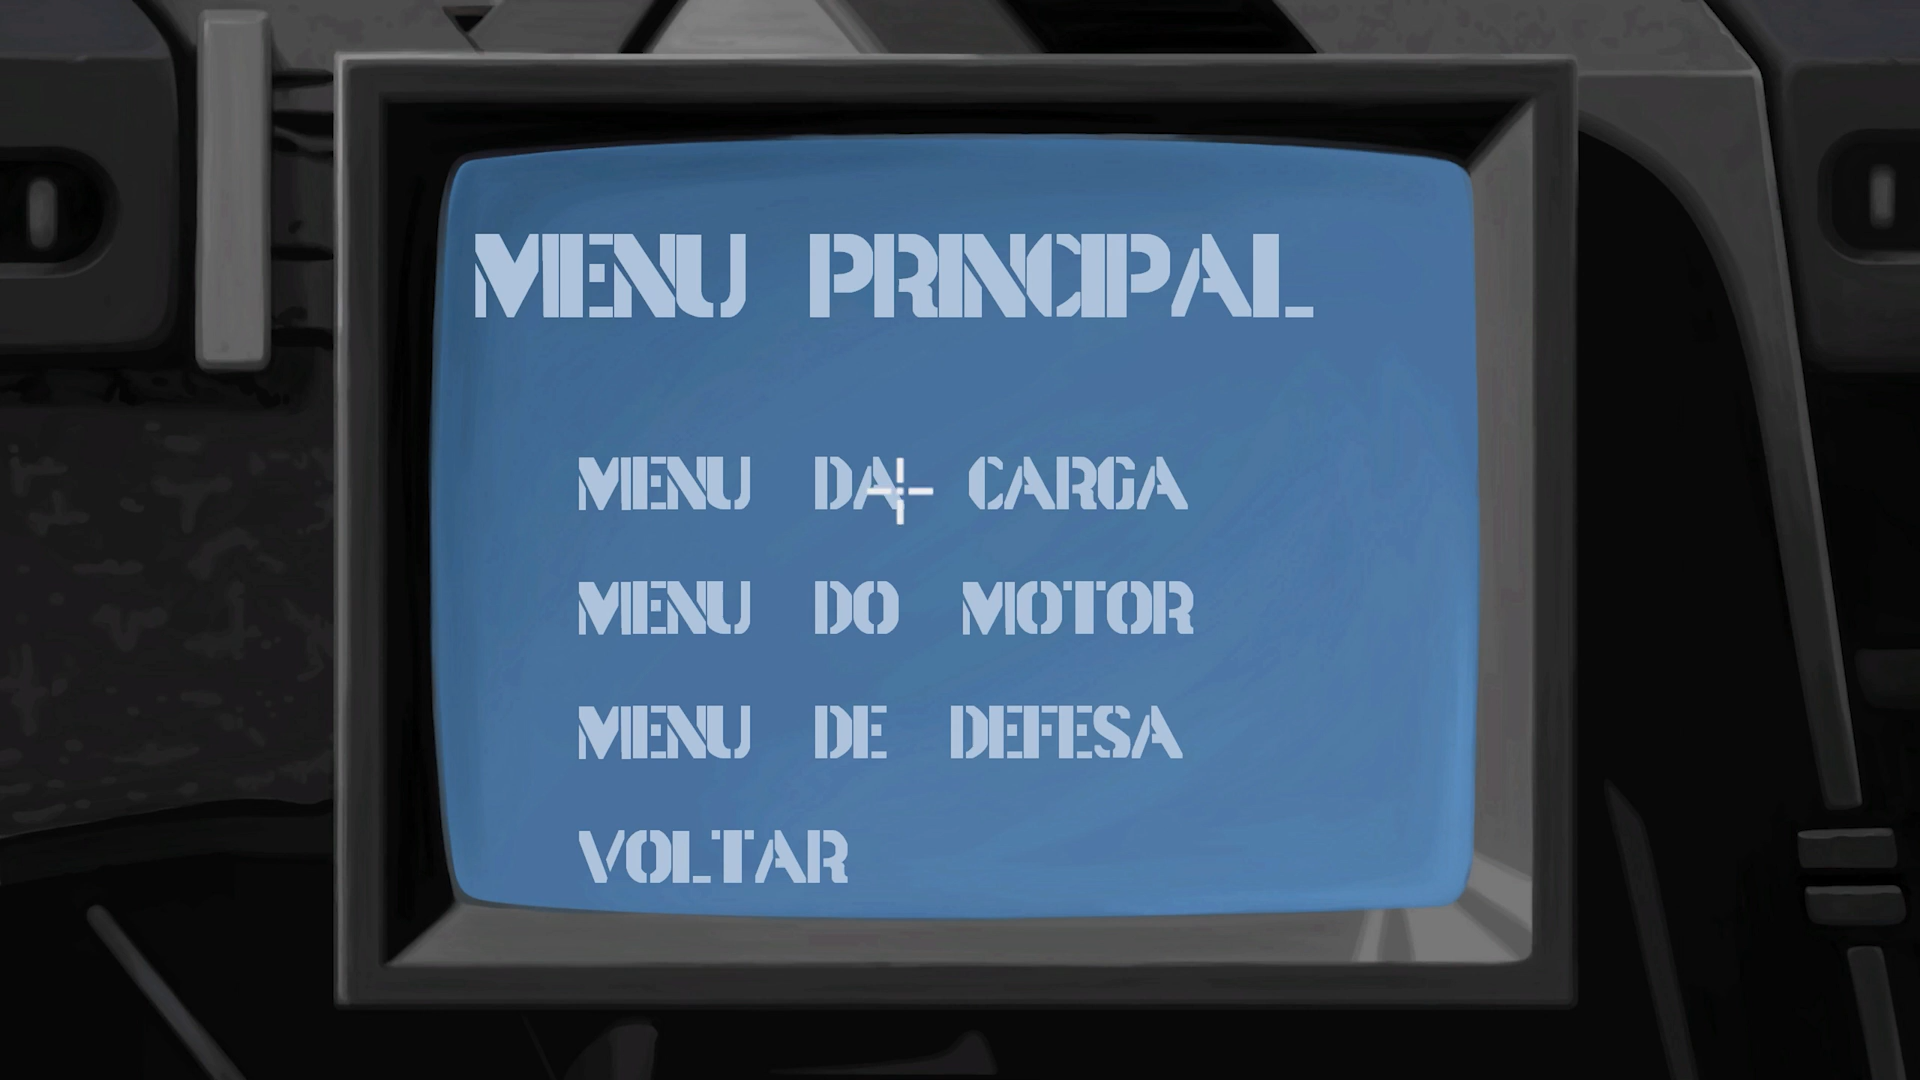 MENU PRINCIPAL
MENU DA CARGA
MENU DO MOTOR
MENU DE DEFESA
VOLTAR